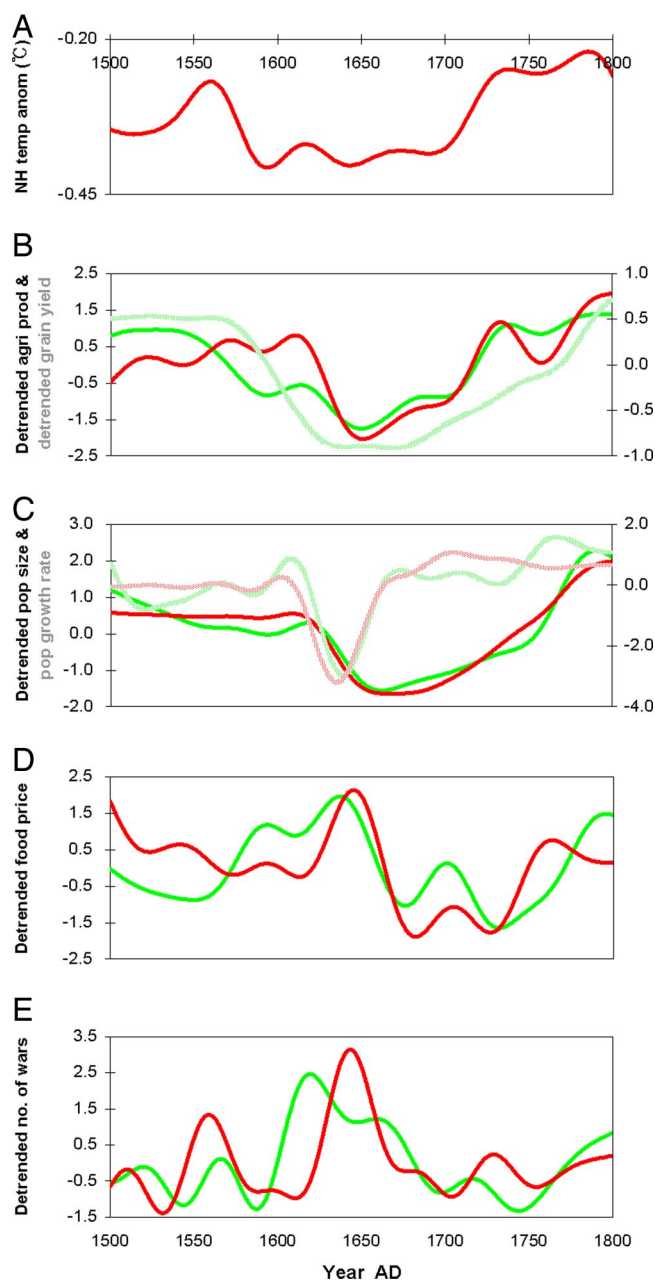 A
NH temp anom (℃)
-0.20
1500 1550 1600 1650 1700 1750 1800
-0.45
B
Detrended agri prod &
detrended grain yield
2.5 1.0
1.5 0.5
0.5 0.0
-0.5
-1.5 -0.5
-2.5 -1.0
C
Detrended pop size &
pop growth rate
3.0 2.0
2.0
1.0 0.0
0.0
-1.0 -2.0
-2.0 -4.0
D
Detrended food price
2.5
1.5
0.5
-0.5
-1.5
-2.5
E
Detrended no. of wars
3.5
2.5
1.5
0.5
-0.5
-1.5
1500 1550 1600 1650 1700 1750 1800
Year AD